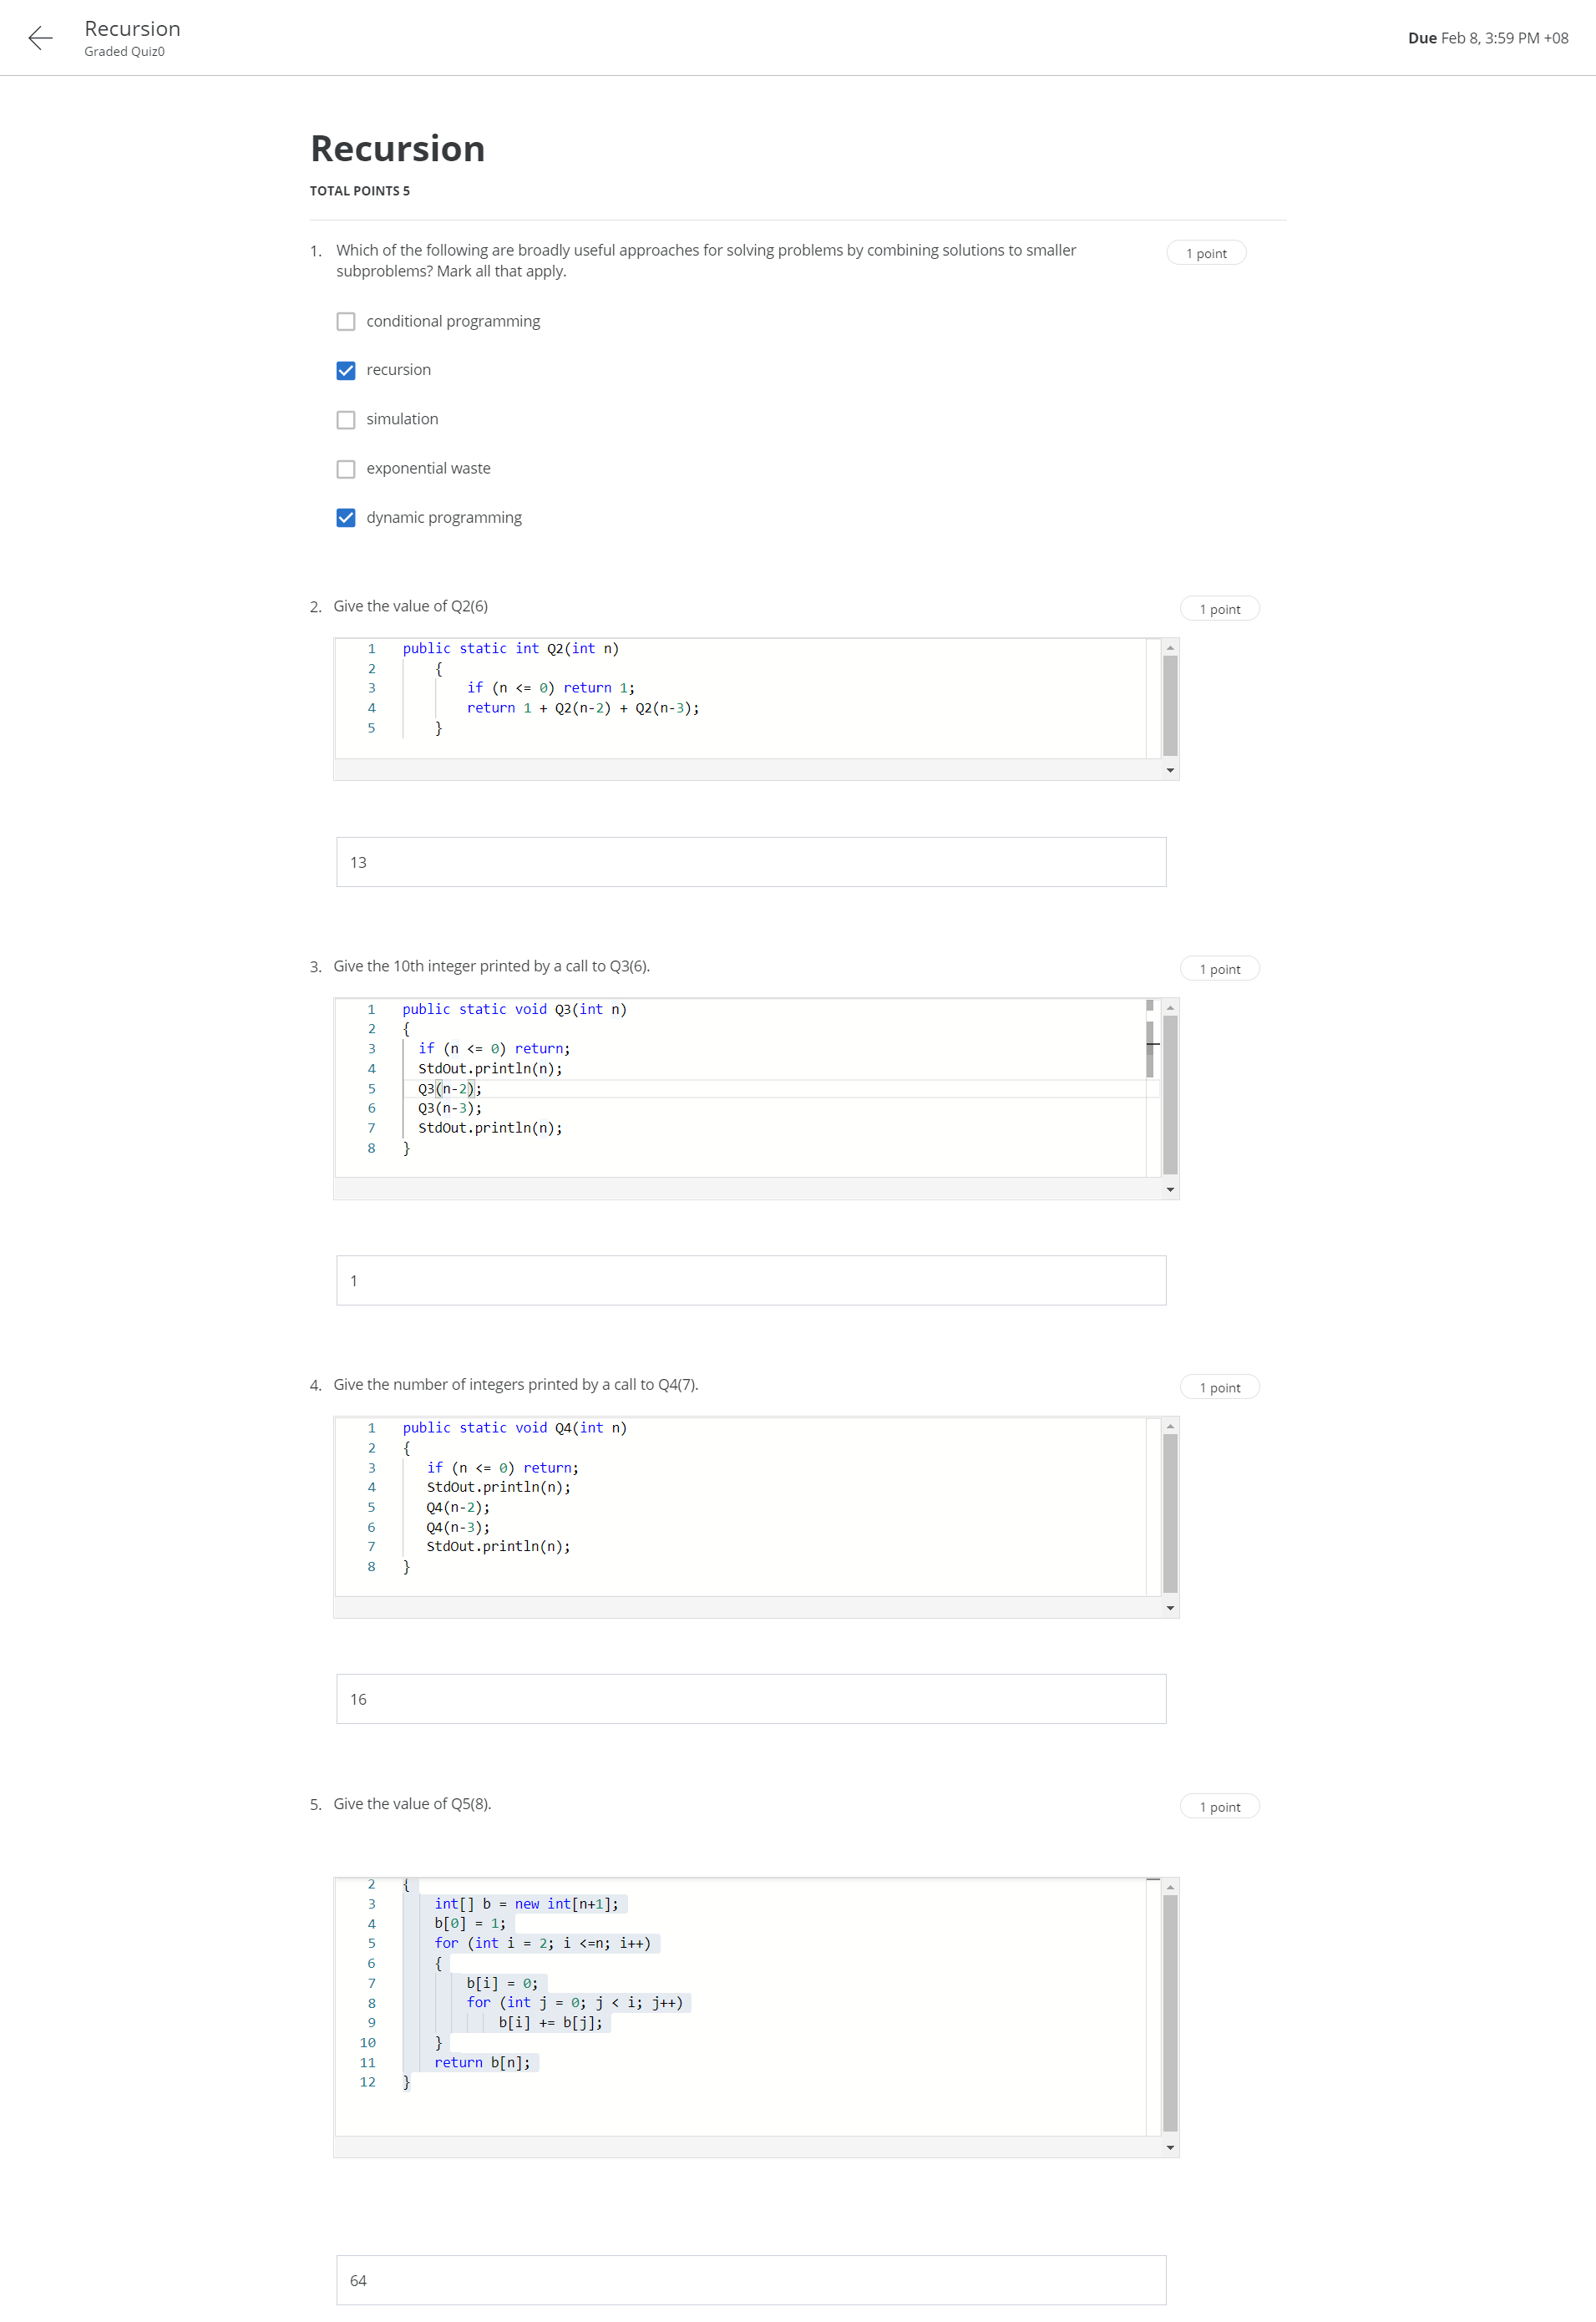 Recursion
Graded Quiz0
Due Feb 8, 3:59 PM +08
Recursion
TOTAL POINTS 5
1. Which of the following are broadly useful approaches for solving problems by combining solutions to smaller
subproblems? Mark all that apply.
1 point
conditional programming
recursion
simulation
exponential waste
dynamic programming
2. Give the value of Q2(6)
1 point
1 public static int Q2(int n)
2 {
3 if (n <= 0) return 1;
4 return 1 + Q2(n-2) + Q2(n-3);
5 }
13
3. Give the 10th integer printed by a call to Q3(6).
1 point
1 public static void Q3(int n)
2 {
3 if (n <= 0) return;
4 StdOut.println(n);
5 Q3(n-2);
6 Q3(n-3);
7 StdOut.println(n);
8 }
1
4. Give the number of integers printed by a call to Q4(7).
1 point
1 public static void Q4(int n)
2 {
3 if (n <= 0) return;
4 StdOut.println(n);
5 Q4(n-2);
6 Q4(n-3);
7 StdOut.println(n);
8 }
16
5. Give the value of Q5(8).
1 point
2 {
3 int[] b = new int[n+1];
4 b[0] = 1;
5 for (int i = 2; i <=n; i++)
6 {
7 b[i] = 0;
8 for (int j = 0; j < i; j++)
9 b[i] += b[j];
10 }
11 return b[n];
12 }
64